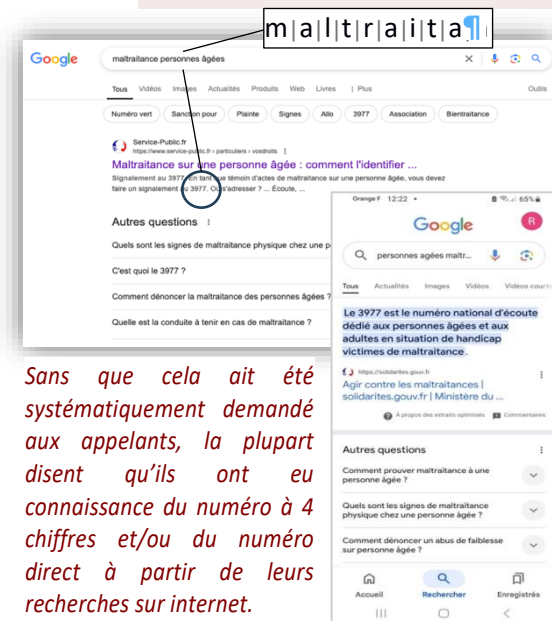 m|a|l|t|r|a|i|t|a¶
Google
maltraitance personnes âgées
Tous Vidéos Images Actualités Produits Web Livres | Plus Outils
Numéro vert Sanction pour Plainte Signes Allo 3977 Association Bientraitance
Service-Public.fr
https://www.service-public.fr › particuliers › vosdroits
Maltraitance sur une personne âgée : comment l'identifier ...
Signalement au 3977. En tant que témoin d'actes de maltraitance sur une personne âgée, vous devez
faire un signalement au 3977. Où s'adresser ? ... Écoute, ...
Autres questions
Quels sont les signes de maltraitance physique chez une p
C'est quoi le 3977 ?
Comment dénoncer la maltraitance des personnes âgées ?
Quelle est la conduite à tenir en cas de maltraitance ?
Orange F 12:22 • 65%
Google
R
personnes agées maltr...
Tous Actualités Images Vidéos Vidéos courte
Le 3977 est le numéro national d'écoute
dédié aux personnes âgées et aux
adultes en situation de handicap
victimes de maltraitance.
https://solidarites.gouv.fr
Agir contre les maltraitances |
solidarites.gouv.fr | Ministère du ...
À propos des extraits optimisés Commentaires
Autres questions
Comment prouver maltraitance à une
personne âgée ?
Quels sont les signes de maltraitance
physique chez une personne âgée ?
Comment dénoncer un abus de faiblesse
sur personne âgée ?
Accueil Rechercher Enregistrés
Sans que cela ait été
systématiquement demandé
aux appelants, la plupart
disent qu'ils ont eu
connaissance du numéro à 4
chiffres et/ou du numéro
direct à partir de leurs
recherches sur internet.